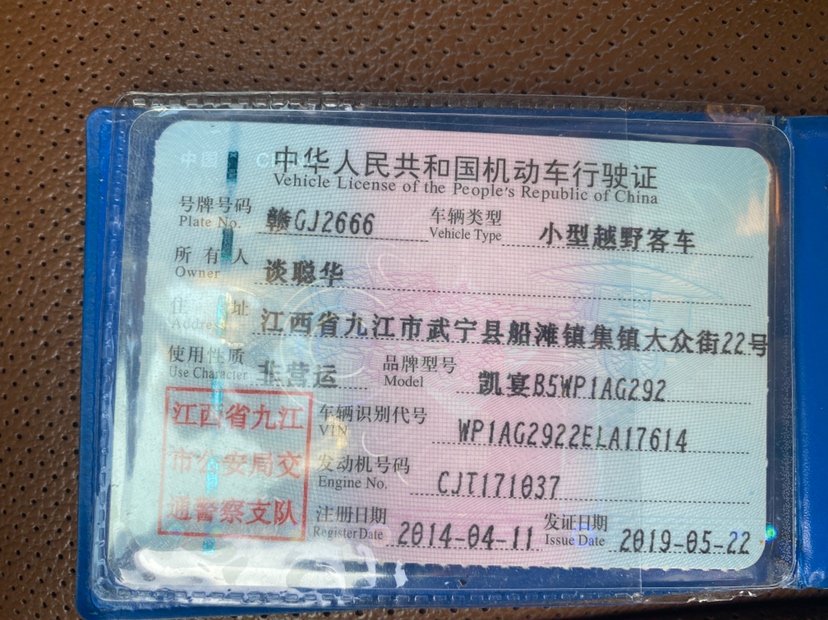 中华人民共和国机动车行驶证
Vehicle License of the People's Republic of China
号牌号码 赣GJ2666 车辆类型 小型越野客车
Plate No. Vehicle Type
所有人 谈聪华
Owner
住址 江西省九江市武宁县船滩镇集镇大众街22号
Address
使用性质 非营运 品牌型号 凯宴B5WP1AG292
Use Character Model
江西省九江
市公安局交
通警察支队
车辆识别代号 WP1AG2922ELA17614
VIN
发动机号码 CJT171037
Engine No.
注册日期 2014-04-11 发证日期 2019-05-22
Register Date Issue Date